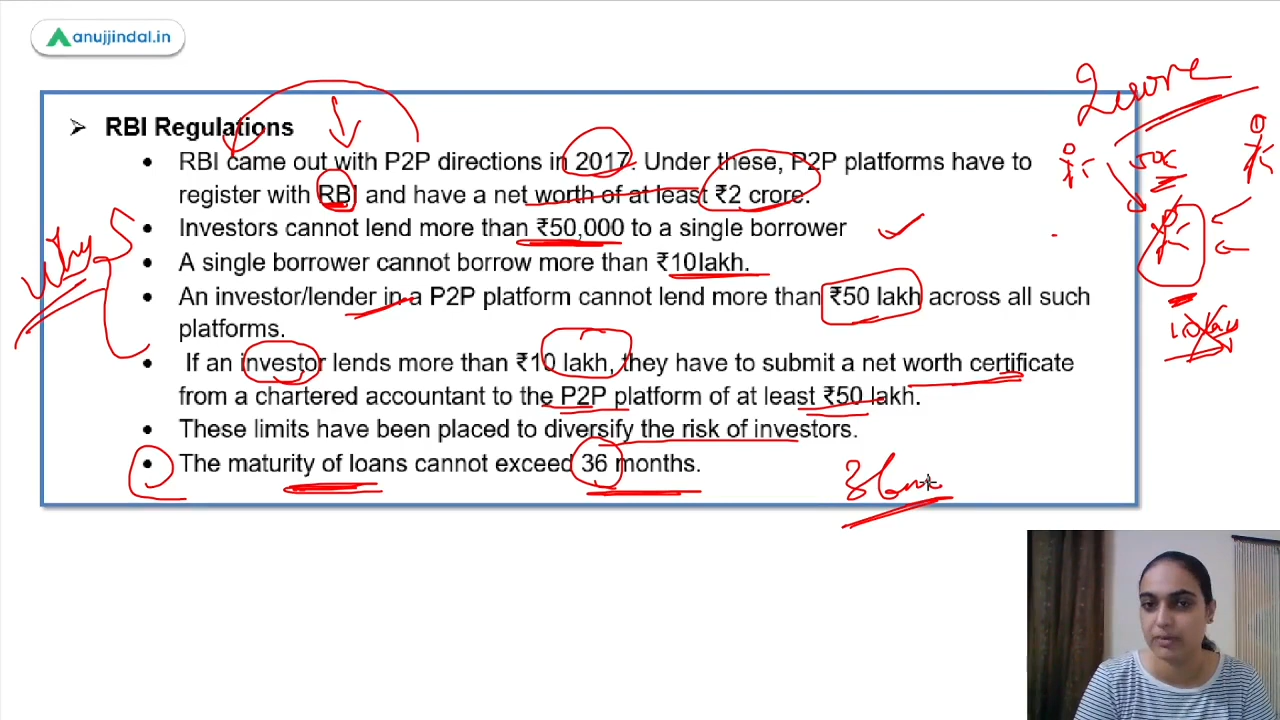 anujjindal.in
➢ RBI Regulations
• RBI came out with P2P directions in 2017. Under these, P2P platforms have to
register with RBI and have a net worth of at least ₹2 crore.
• Investors cannot lend more than ₹50,000 to a single borrower
• A single borrower cannot borrow more than ₹10lakh.
• An investor/lender in a P2P platform cannot lend more than ₹50 lakh across all such
platforms.
• If an investor lends more than ₹10 lakh, they have to submit a net worth certificate
from a chartered accountant to the P2P platform of at least ₹50 lakh.
• These limits have been placed to diversify the risk of investors.
• The maturity of loans cannot exceed 36 months.
2 crore
50k
Why